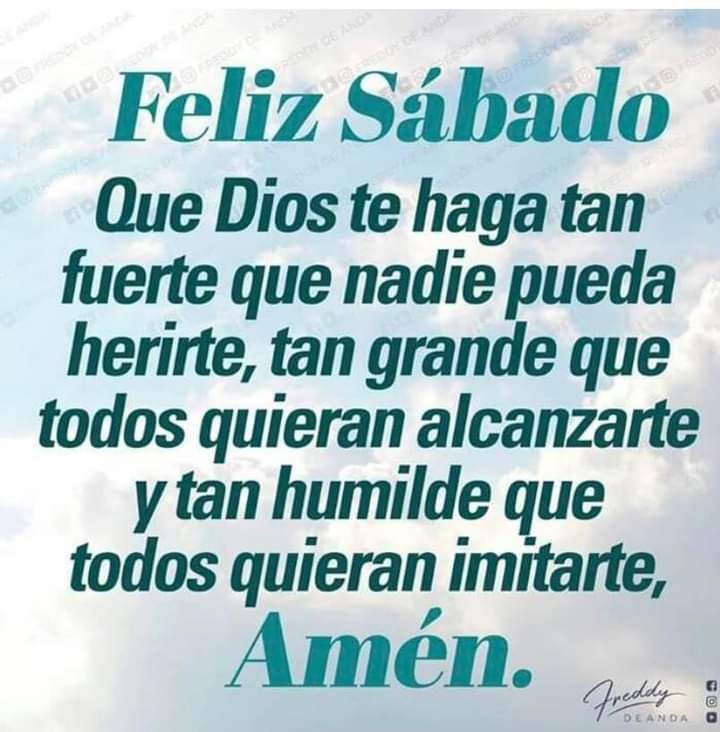 Feliz Sábado
Que Dios te haga tan
fuerte que nadie pueda
herirte, tan grande que
todos quieran alcanzarte
y tan humilde que
todos quieran imitarte,
Amén.
Freddy
DEANDA